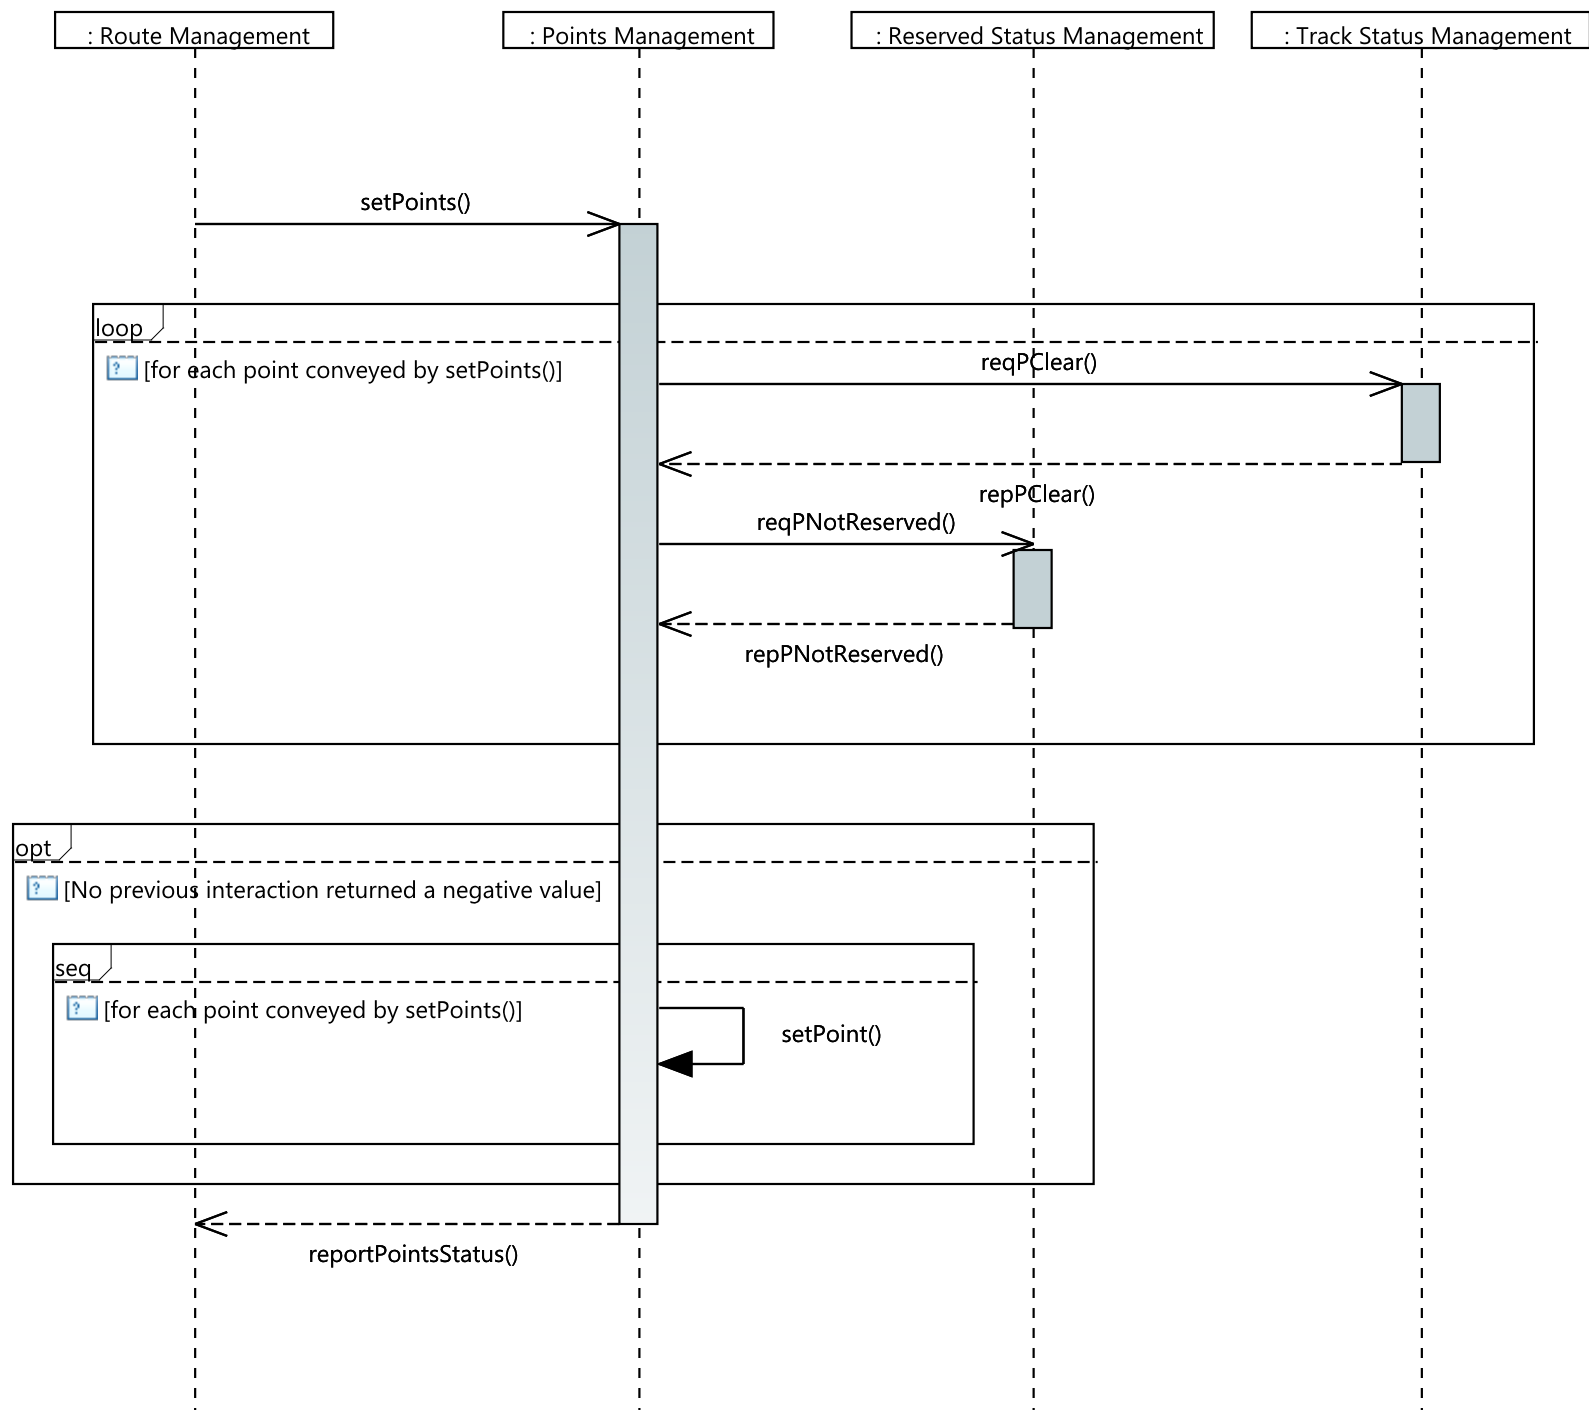 : Route Management
: Points Management
: Reserved Status Management
: Track Status Management
setPoints()
loop
? [for each point conveyed by setPoints()]
reqPClear()
repPClear()
reqPNotReserved()
repPNotReserved()
opt
? [No previous interaction returned a negative value]
seq
? [for each point conveyed by setPoints()]
setPoint()
reportPointsStatus()